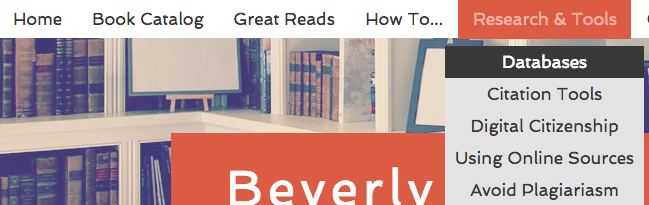 Home Book Catalog Great Reads How To... Research & Tools
Databases
Citation Tools
Digital Citizenship
Using Online Sources
Avoid Plagiariasm
Beverly